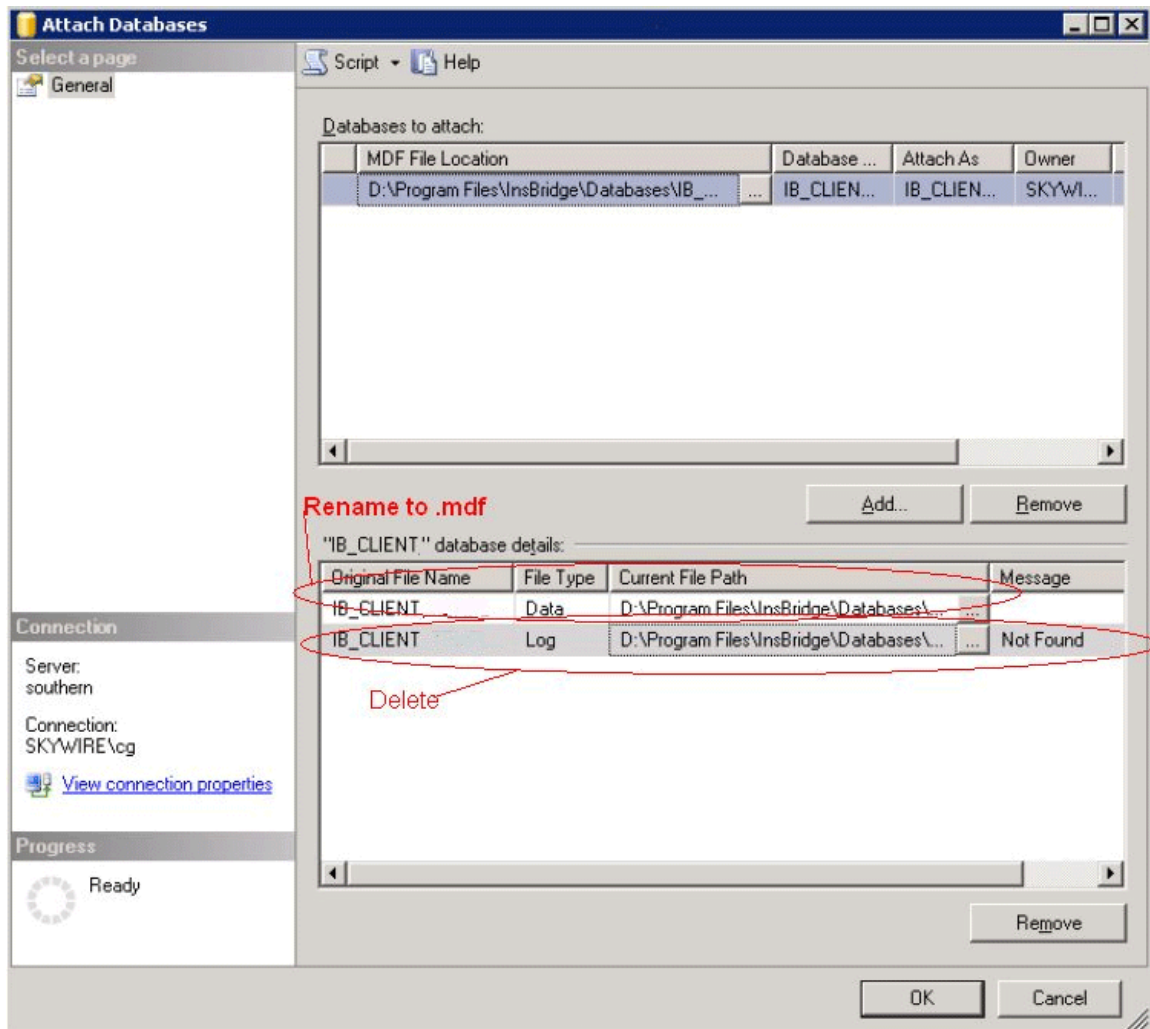 Attach Databases
Select a page
General
Script Help
Databases to attach:
MDF File Location Database ... Attach As Owner
D:\Program Files\InsBridge\Databases\IB_... ... IB_CLIEN... IB_CLIEN... SKYWI...
Add... Remove
Rename to .mdf
"IB_CLIENT" database details:
Original File Name File Type Current File Path Message
IB_CLIENT Data D:\Program Files\InsBridge\Databases\... ...
IB_CLIENT Log D:\Program Files\InsBridge\Databases\... ... Not Found
Delete
Remove
Connection
Server:
southern
Connection:
SKYWIRE\cg
View connection properties
Progress
Ready
OK Cancel